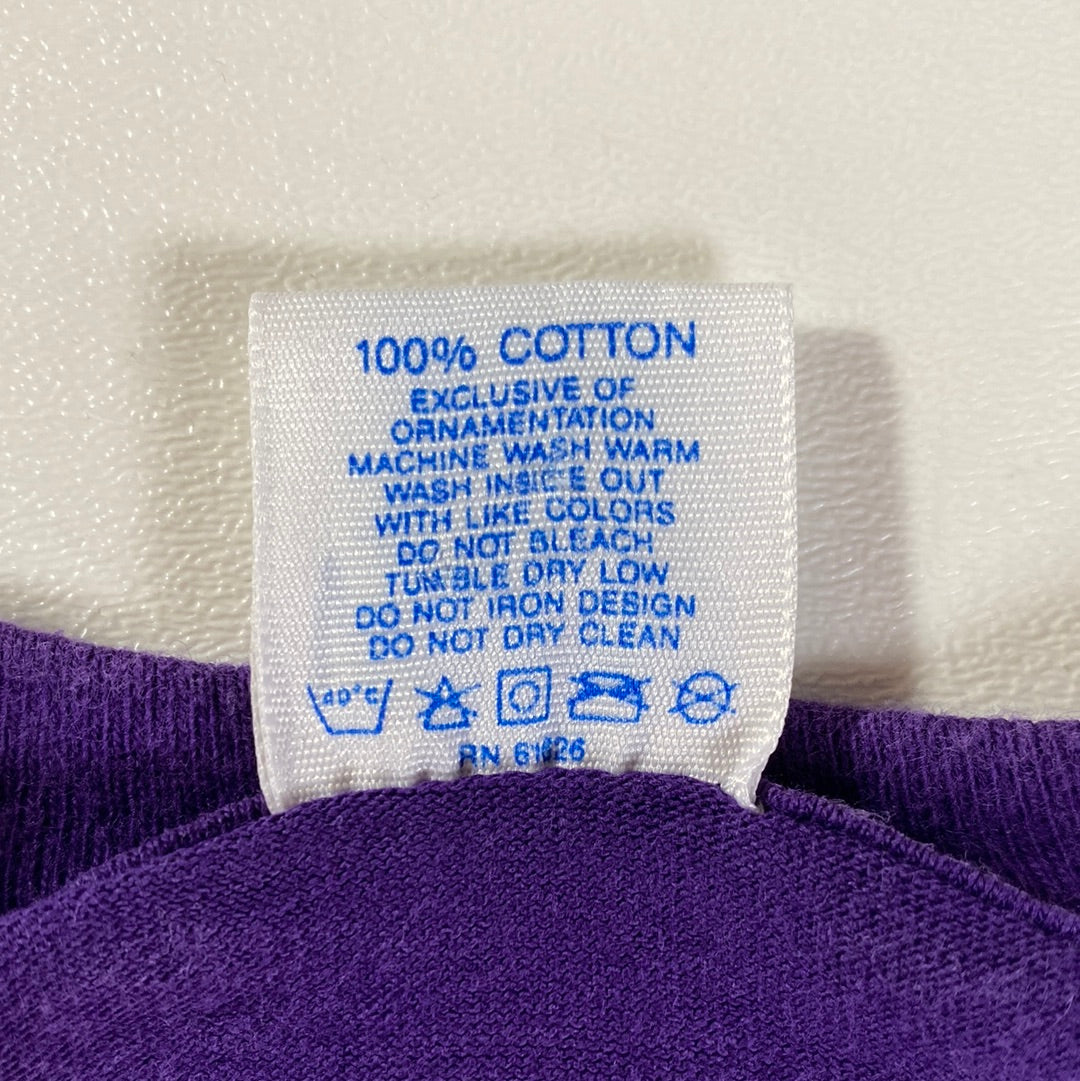 100% COTTON
EXCLUSIVE OF
ORNAMENTATION
MACHINE WASH WARM
WASH INSIDE OUT
WITH LIKE COLORS
DO NOT BLEACH
TUMBLE DRY LOW
DO NOT IRON DESIGN
DO NOT DRY CLEAN
40°C
RN